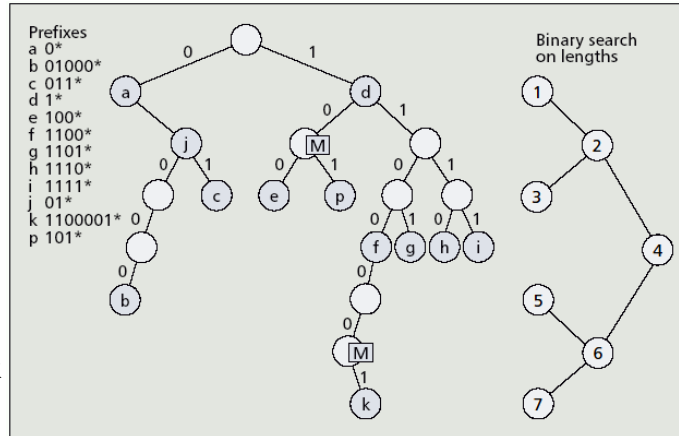 Prefixes
a 0*
b 01000*
c 011*
d 1*
e 100*
f 1100*
g 1101*
h 1110*
i 1111*
j 01*
k 1100001*
p 101*
0 1
a d
0 1
j M
0 1 0 1 0 1
c e p
0 0 1 0 1
f g h i
0 0
b
0
M
1
k
Binary search
on lengths
1
2
3
4
5
6
7